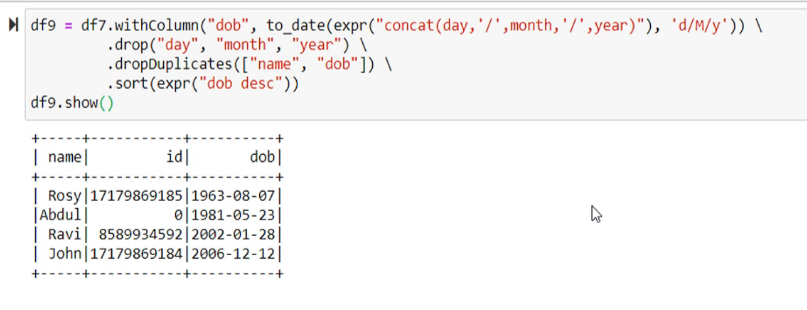 df9 = df7.withColumn("dob", to_date(expr("concat(day,'/',month,'/',year)"), 'd/M/y')) \
.drop("day", "month", "year") \
.dropDuplicates(["name", "dob"]) \
.sort(expr("dob desc"))
df9.show()
+-----+-----------+----------+
| name|         id|       dob|
+-----+-----------+----------+
| Rosy|17179869185|1963-08-07|
|Abdul|          0|1981-05-23|
| Ravi| 8589934592|2002-01-28|
| John|17179869184|2006-12-12|
+-----+-----------+----------+